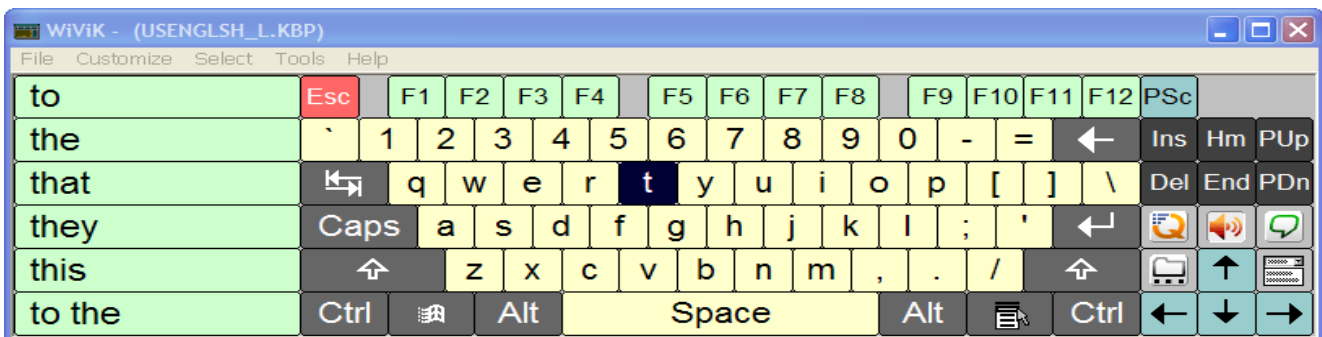 WiViK - (USENGLSH_L.KBP)
File Customize Select Tools Help
to Esc F1 F2 F3 F4 F5 F6 F7 F8 F9 F10 F11 F12 PSc
the ` 1 2 3 4 5 6 7 8 9 0 - = ← Ins Hm PUp
that q w e r t y u i o p [ ] \ Del End PDn
they Caps a s d f g h j k l ; '
this z x c v b n m , . / ↑
to the Ctrl Alt Space Alt Ctrl ← ↓ →